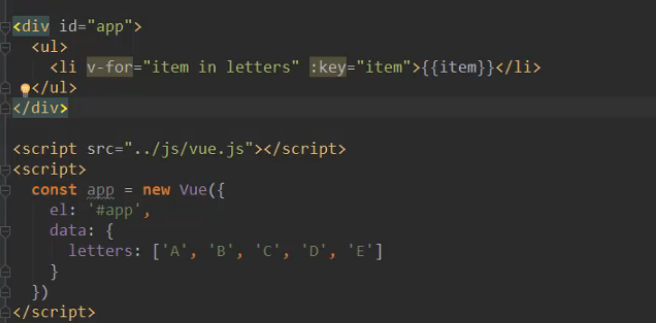 <div id="app">
<ul>
<li v-for="item in letters" :key="item">{{item}}</li>
</ul>
</div>
<script src="../js/vue.js"></script>
<script>
const app = new Vue({
el: '#app',
data: {
letters: ['A', 'B', 'C', 'D', 'E']
}
})
</script>